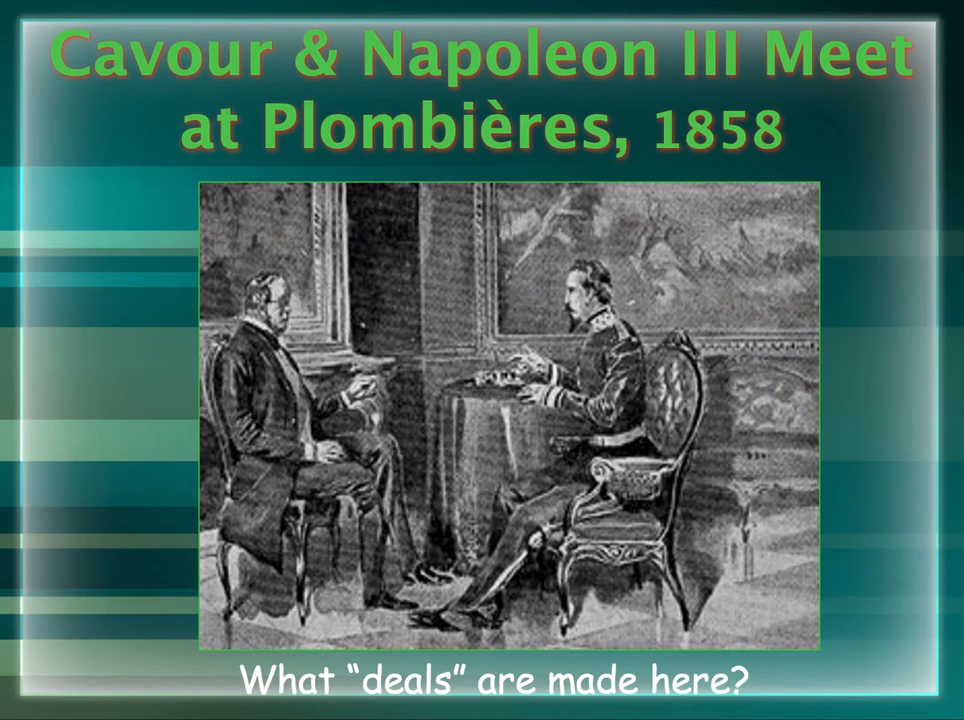 Cavour & Napoleon III Meet
at Plombières, 1858
What “deals” are made here?